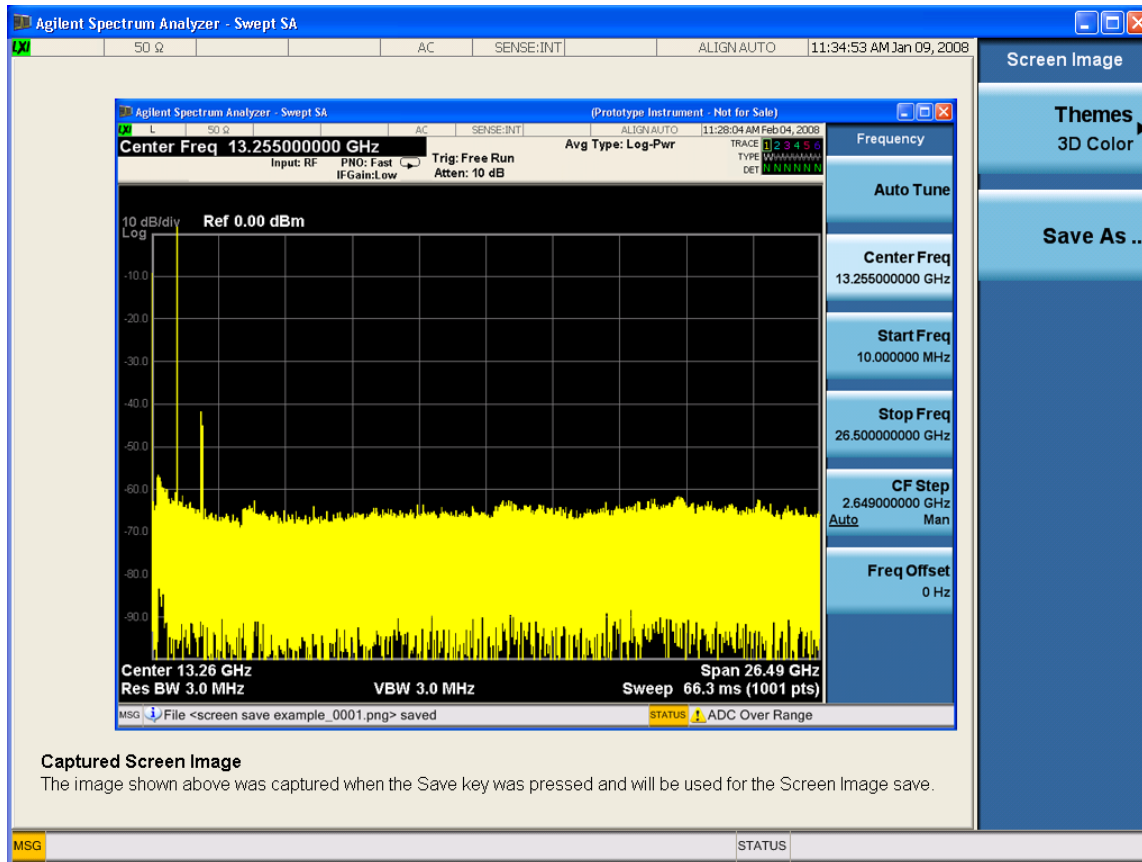 Agilent Spectrum Analyzer - Swept SA
LXI 50 Ω AC SENSE:INT ALIGN AUTO 11:34:53 AM Jan 09, 2008
Screen Image
Themes
3D Color
Save As ..
Agilent Spectrum Analyzer - Swept SA (Prototype Instrument - Not for Sale)
LXI L 50 Ω AC SENSE:INT ALIGNAUTO 11:28:04 AM Feb 04, 2008
Center Freq 13.255000000 GHz
Input: RF PNO: Fast
IFGain:Low
Trig: Free Run
Atten: 10 dB
Avg Type: Log-Pwr
TRACE 1 2 3 4 5 6
TYPE
DET N N N N N N
Frequency
Auto Tune
Center Freq
13.255000000 GHz
Start Freq
10.000000 MHz
Stop Freq
26.500000000 GHz
CF Step
2.649000000 GHz
Auto Man
Freq Offset
0 Hz
10 dB/div Ref 0.00 dBm
Log
-10.0
-20.0
-30.0
-40.0
-50.0
-60.0
-70.0
-80.0
-90.0
Center 13.26 GHz Span 26.49 GHz
Res BW 3.0 MHz VBW 3.0 MHz Sweep 66.3 ms (1001 pts)
MSG File <screen save example_0001.png> saved STATUS ADC Over Range
Captured Screen Image
The image shown above was captured when the Save key was pressed and will be used for the Screen Image save.
MSG STATUS